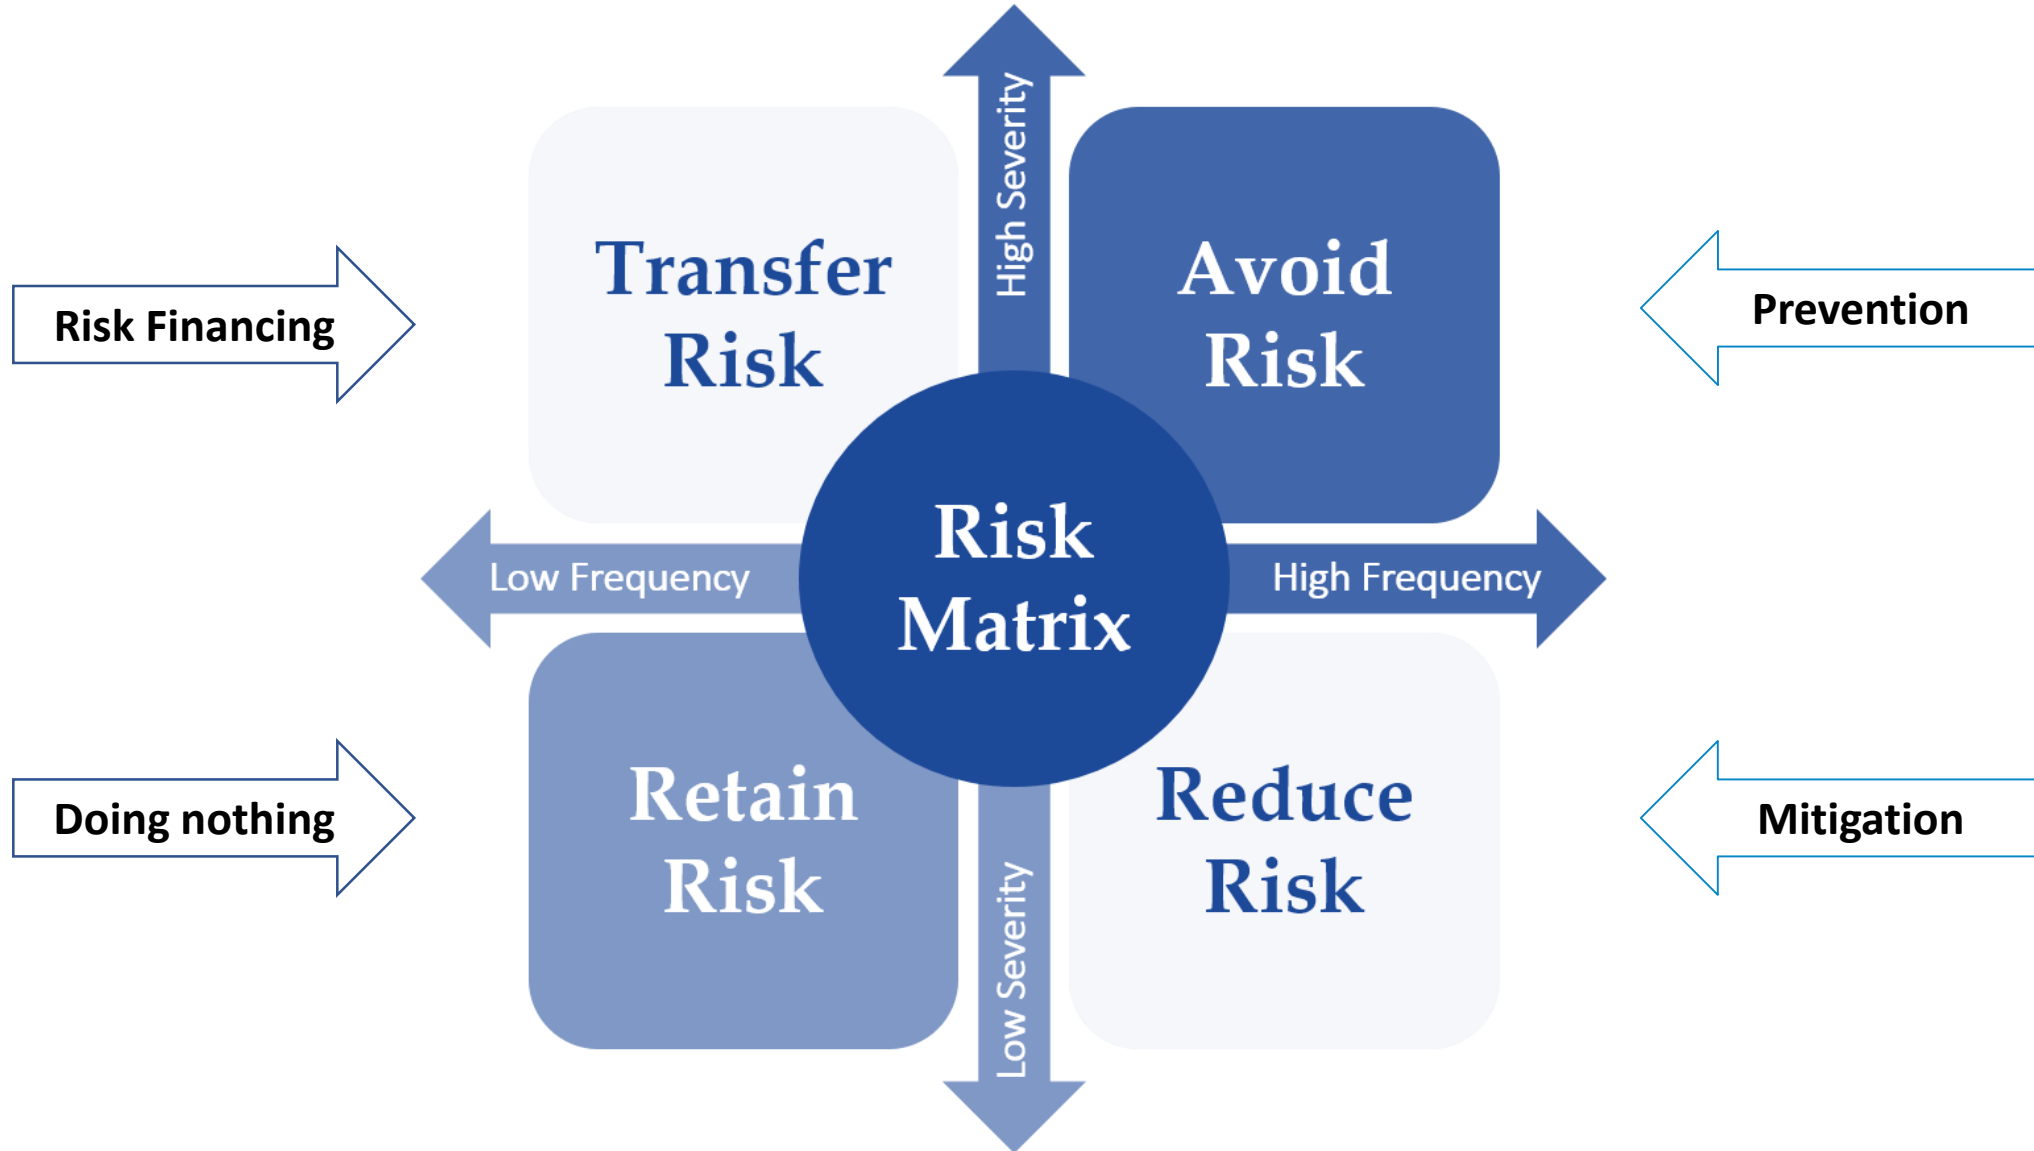 High Severity
Transfer
Risk
Avoid
Risk
Risk Financing
Prevention
Risk
Matrix
Low Frequency
High Frequency
Retain
Risk
Reduce
Risk
Doing nothing
Mitigation
Low Severity